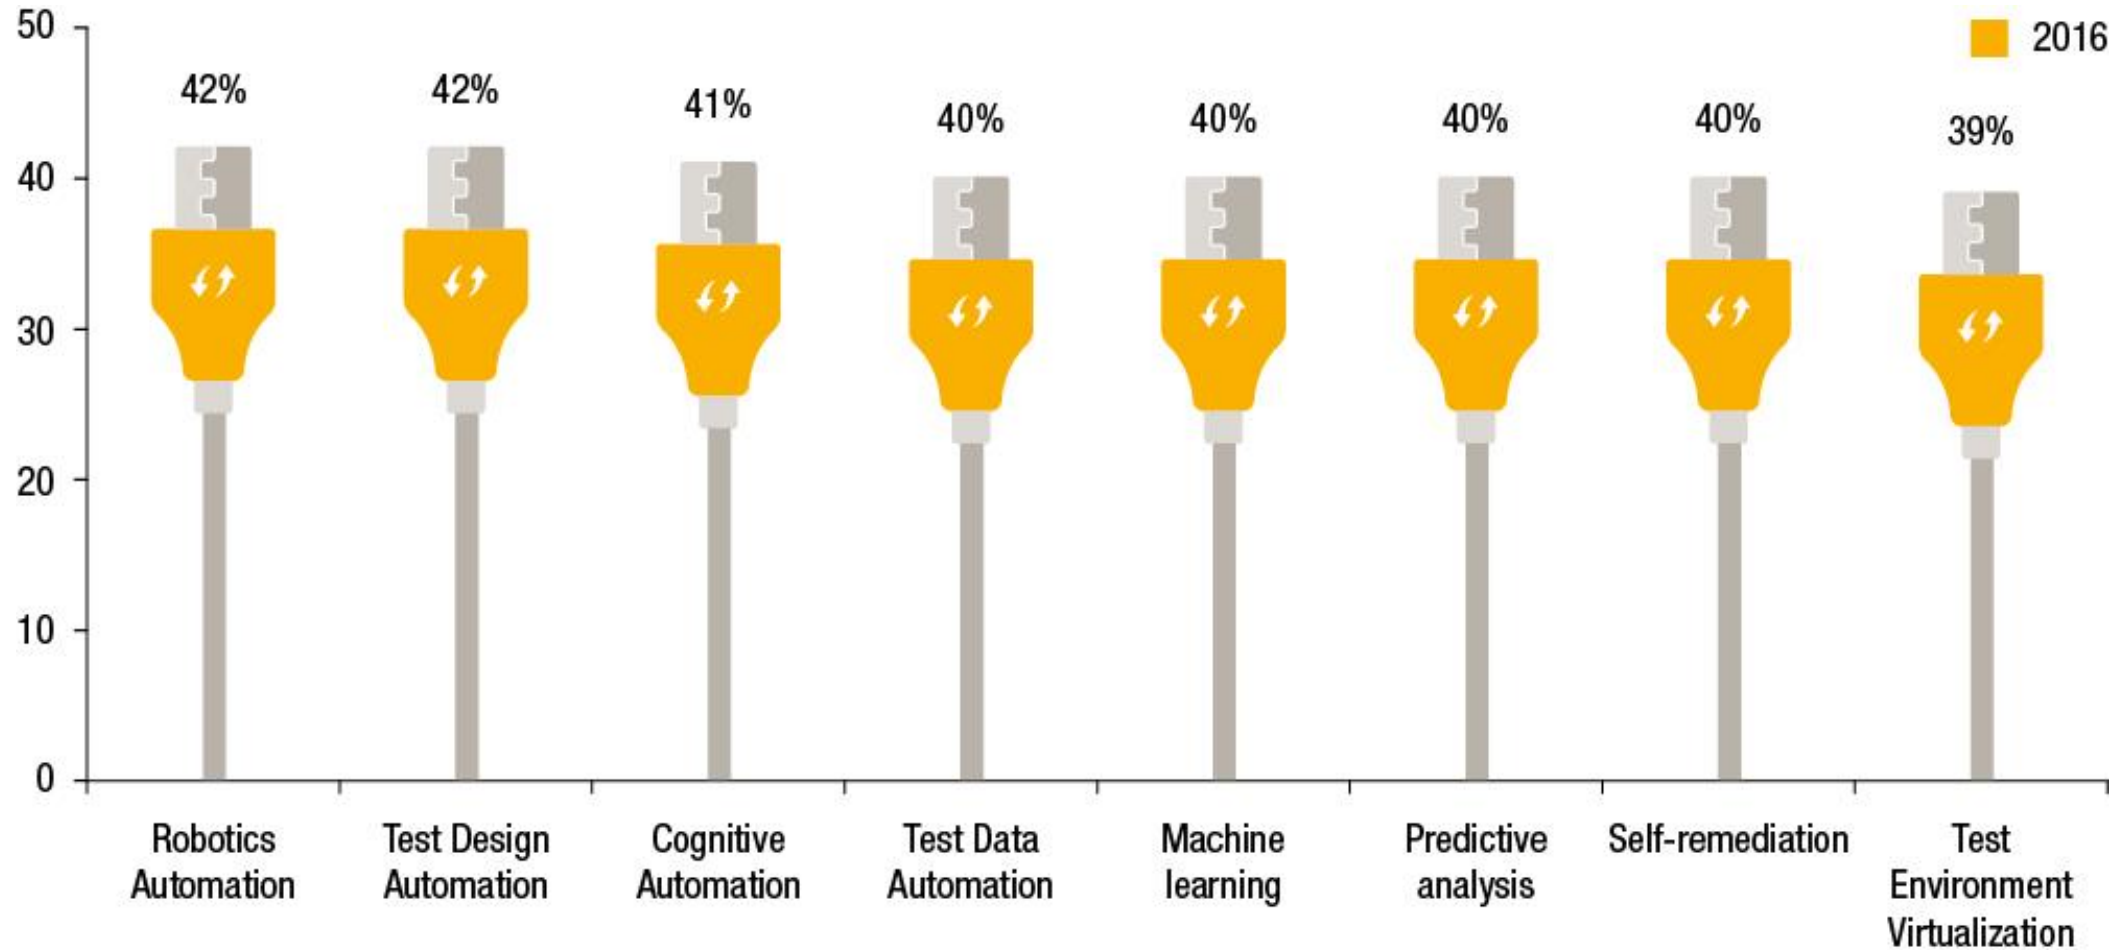 50
40
30
20
10
0
2016
42%
42%
41%
40%
40%
40%
40%
39%
Robotics
Automation
Test Design
Automation
Cognitive
Automation
Test Data
Automation
Machine
learning
Predictive
analysis
Self-remediation
Test
Environment
Virtualization